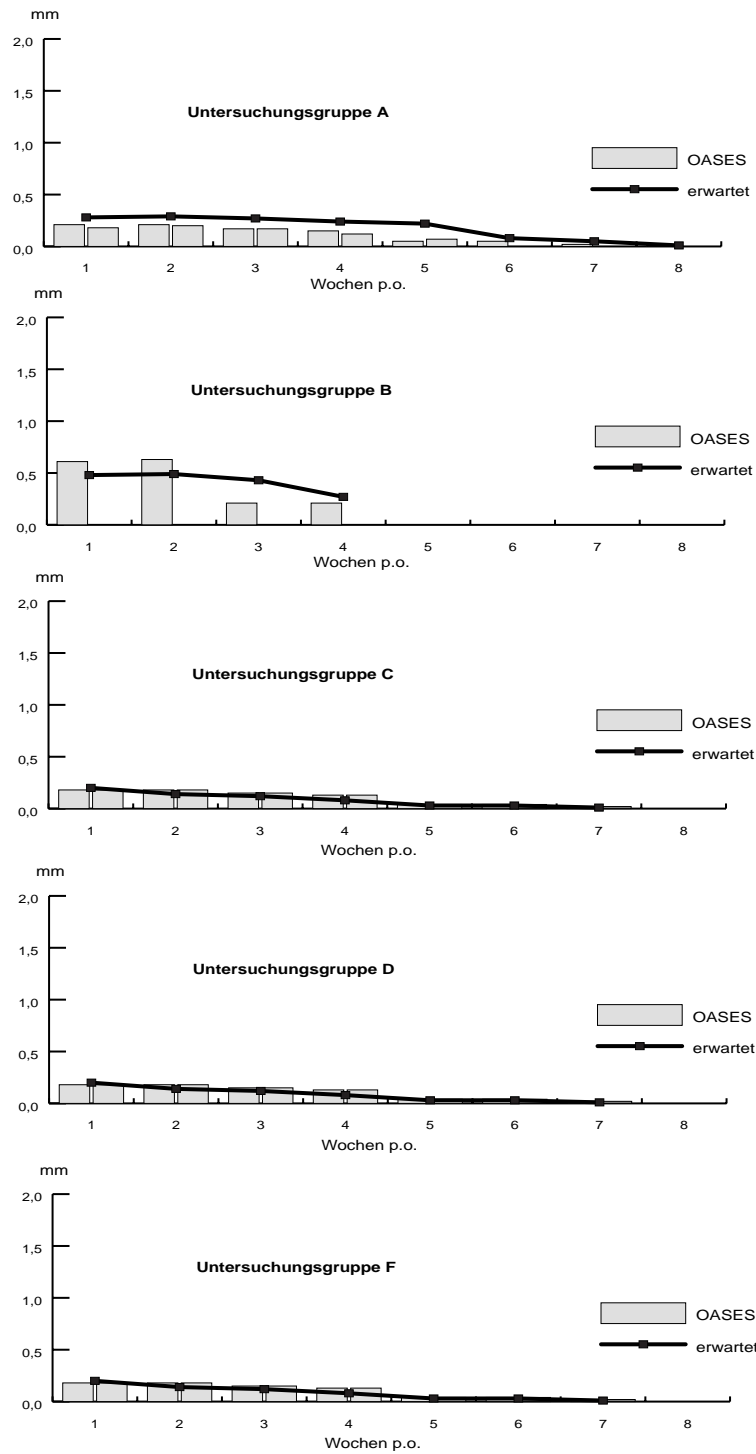 mm
2,0
1,5
Untersuchungsgruppe A
1,0
OASES
0,5
erwartet
0,0
1 2 3 4 5 6 7 8
Wochen p.o.
mm
2,0
1,5
Untersuchungsgruppe B
1,0
OASES
0,5
erwartet
0,0
1 2 3 4 5 6 7 8
Wochen p.o.
mm
2,0
1,5
Untersuchungsgruppe C
1,0
OASES
erwartet
0,5
0,0
1 2 3 4 5 6 7 8
Wochen p.o.
mm
2,0
1,5
Untersuchungsgruppe D
1,0
OASES
erwartet
0,5
0,0
1 2 3 4 5 6 7 8
Wochen p.o.
mm
2,0
1,5
Untersuchungsgruppe F
1,0
OASES
erwartet
0,5
0,0
1 2 3 4 5 6 7 8
Wochen p.o.